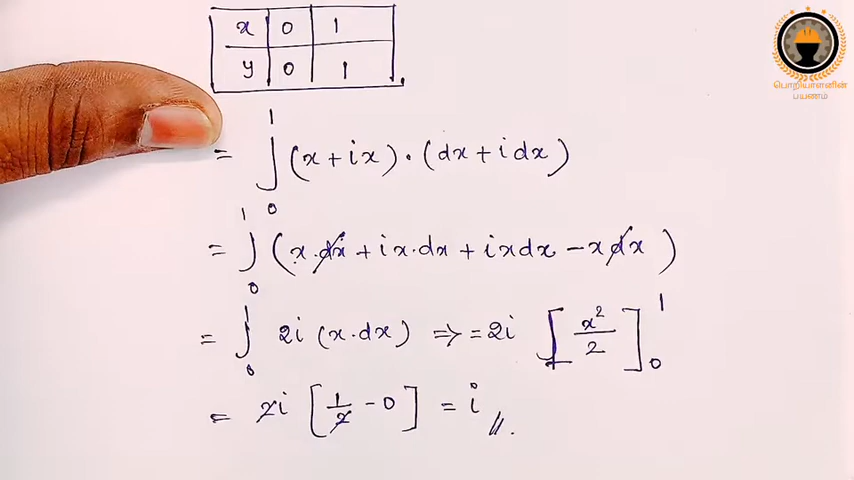 x 0 1
y 0 1
பொறியாளனின்
பயணம்
= ∫₀¹ (x + ix) · (dx + i dx)
= ∫₀¹ (x · dx + ix · dx + ixdx − xdx)
= ∫₀¹ 2i (x · dx) ⇒ = 2i [x²/2]₀¹
= 2i [1/2 − 0] = i //.